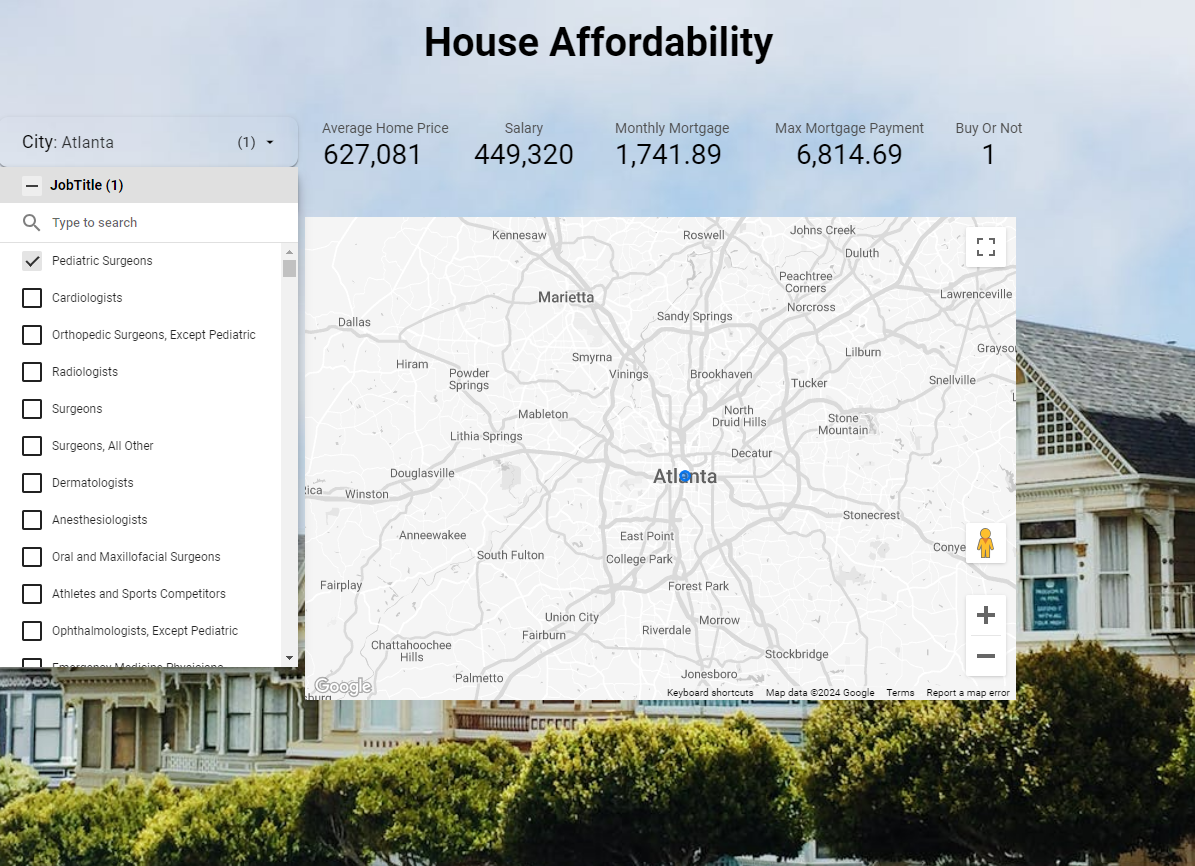 House Affordability
City: Atlanta (1)
Average Home Price
627,081
Salary
449,320
Monthly Mortgage
1,741.89
Max Mortgage Payment
6,814.69
Buy Or Not
1
JobTitle (1)
Type to search
Pediatric Surgeons
Cardiologists
Orthopedic Surgeons, Except Pediatric
Radiologists
Surgeons
Surgeons, All Other
Dermatologists
Anesthesiologists
Oral and Maxillofacial Surgeons
Athletes and Sports Competitors
Ophthalmologists, Except Pediatric
Emergency Medicine Physicians
Kennesaw
Roswell
Johns Creek
Duluth
Peachtree
Corners
Marietta
Lawrenceville
Norcross
Sandy Springs
Dallas
Grayso
Lilburn
Smyrna
Hiram
Powder
Springs
Vinings
Brookhaven
Tucker
Snellville
Mableton
North
Druid Hills
Stone
Mountain
Lithia Springs
Decatur
Douglasville
Atlanta
rica
Winston
Stonecrest
Anneewakee
East Point
Conye
South Fulton
College Park
Fairplay
Forest Park
Union City
Morrow
Riverdale
Fairburn
Chattahoochee
Hills
Stockbridge
Palmetto
Jonesboro
Google
sburg
Keyboard shortcuts Map data ©2024 Google Terms Report a map error